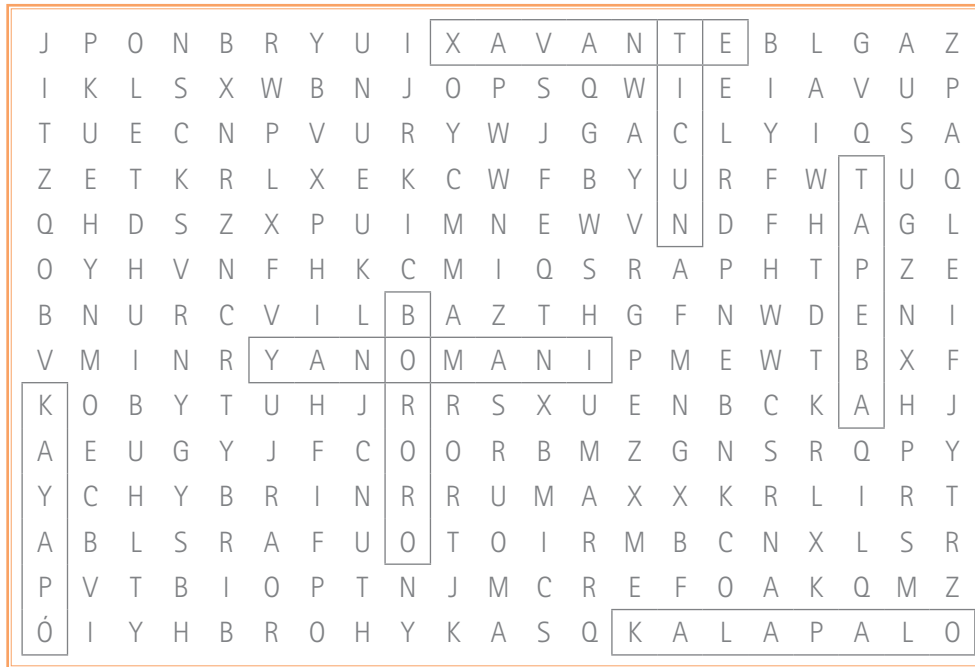 J P O N B R Y U I X A V A N T E B L G A Z
I K L S X W B N J O P S Q W I E I A V U P
T U E C N P V U R Y W J G A C L Y I Q S A
Z E T K R L X E K C W F B Y U R F W T U Q
Q H D S Z X P U I M N E W V N D F H A G L
O Y H V N F H K C M I Q S R A P H T P Z E
B N U R C V I L B A Z T H G F N W D E N I
V M I N R Y A N O M A N I P M E W T B X F
K O B Y T U H J R R S X U E N B C K A H J
A E U G Y J F C O O R B M Z G N S R Q P Y
Y C H Y B R I N R R U M A X X K R L I R T
A B L S R A F U O T O I R M B C N X L S R
P V T B I O P T N J M C R E F O A K Q M Z
Ó I Y H B R O H Y K A S Q K A L A P A L O